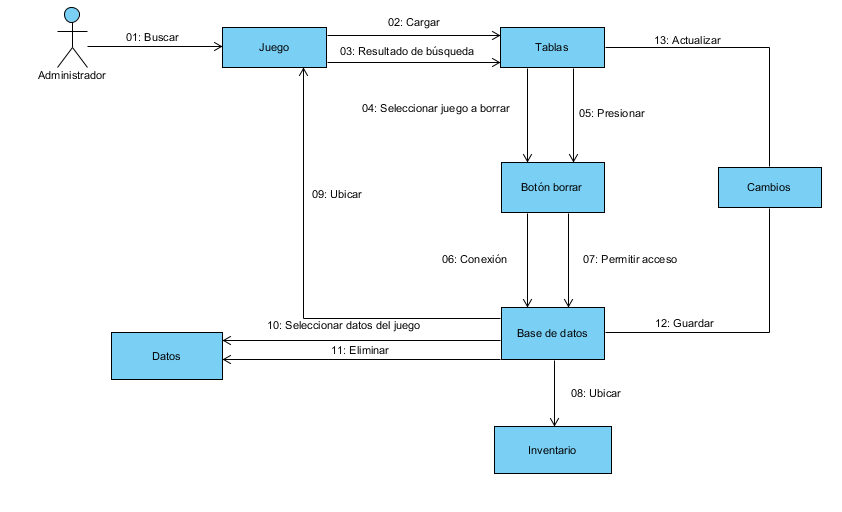 02: Cargar
01: Buscar
Juego
03: Resultado de búsqueda
Tablas
13: Actualizar
Administrador
04: Seleccionar juego a borrar
05: Presionar
09: Ubicar
Botón borrar
Cambios
06: Conexión
07: Permitir acceso
10: Seleccionar datos del juego
12: Guardar
Base de datos
Datos
11: Eliminar
08: Ubicar
Inventario